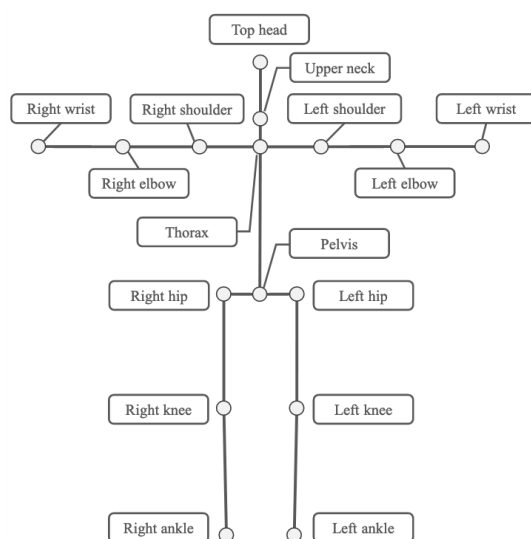 Top head
Upper neck
Right wrist
Right shoulder
Left shoulder
Left wrist
Right elbow
Left elbow
Thorax
Pelvis
Right hip
Left hip
Right knee
Left knee
Right ankle
Left ankle